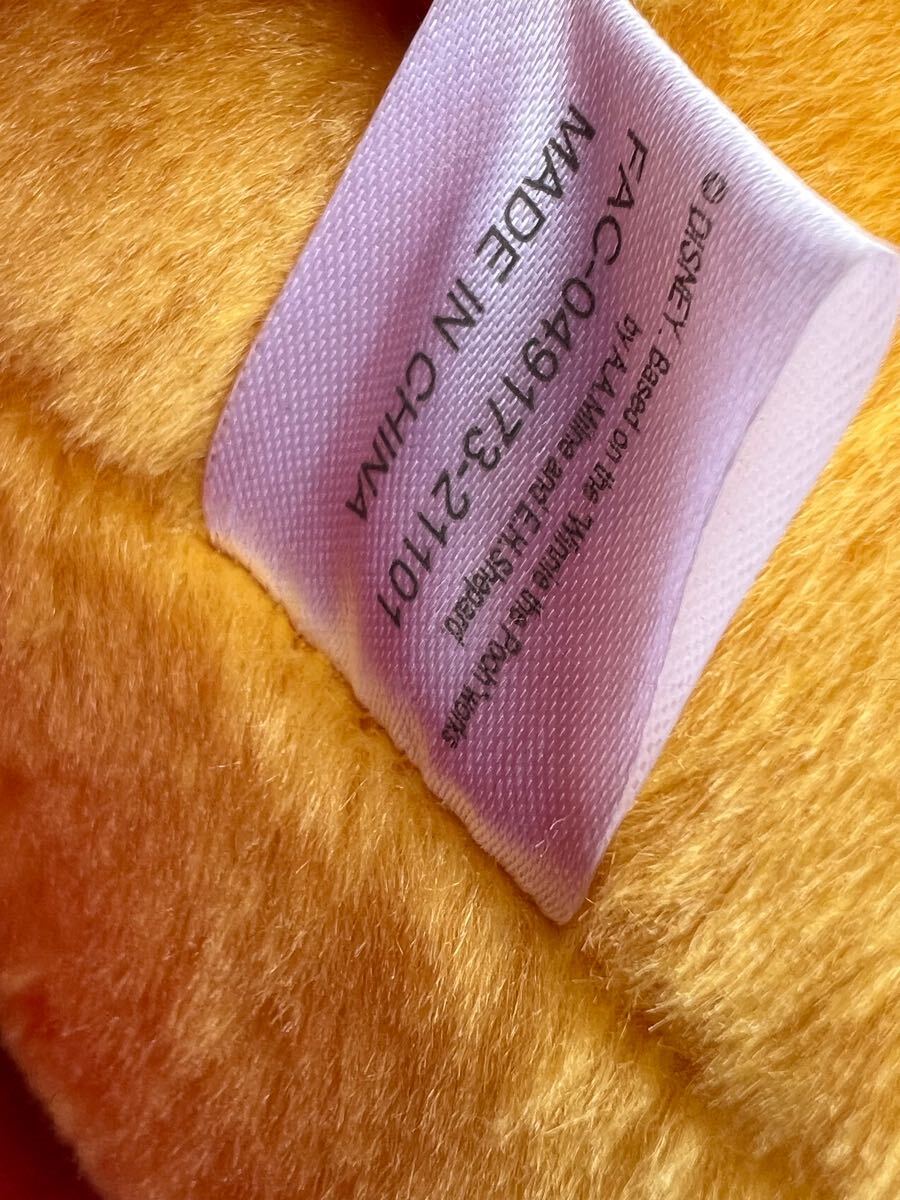 © DISNEY. Based on the "Winnie the Pooh" works
by A.A.Milne and E.H.Shepard
FAC-049173-21101
MADE IN CHINA